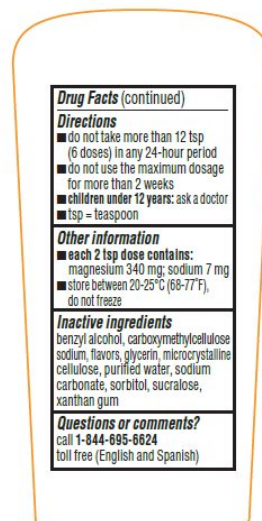 Drug Facts (continued)
Directions
■ do not take more than 12 tsp
(6 doses) in any 24-hour period
■ do not use the maximum dosage
for more than 2 weeks
■ children under 12 years: ask a doctor
■ tsp = teaspoon
Other information
■ each 2 tsp dose contains:
magnesium 340 mg; sodium 7 mg
■ store between 20-25°C (68-77°F),
do not freeze
Inactive ingredients
benzyl alcohol, carboxymethylcellulose
sodium, flavors, glycerin, microcrystalline
cellulose, purified water, sodium
carbonate, sorbitol, sucralose,
xanthan gum
Questions or comments?
call 1-844-695-6624
toll free (English and Spanish)